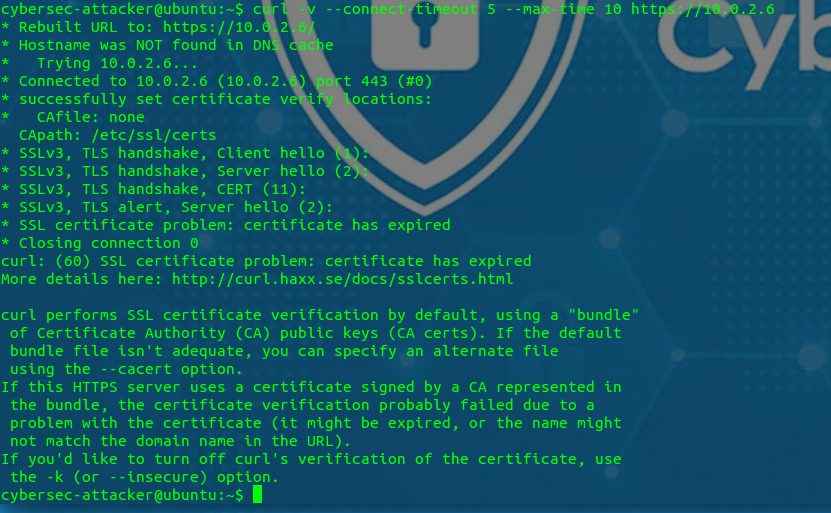 cybersec-attacker@ubuntu:~$ curl -v --connect-timeout 5 --max-time 10 https://10.0.2.6
* Rebuilt URL to: https://10.0.2.6/
* Hostname was NOT found in DNS cache
*   Trying 10.0.2.6...
* Connected to 10.0.2.6 (10.0.2.6) port 443 (#0)
* successfully set certificate verify locations:
*   CAfile: none
  CApath: /etc/ssl/certs
* SSLv3, TLS handshake, Client hello (1):
* SSLv3, TLS handshake, Server hello (2):
* SSLv3, TLS handshake, CERT (11):
* SSLv3, TLS alert, Server hello (2):
* SSL certificate problem: certificate has expired
* Closing connection 0
curl: (60) SSL certificate problem: certificate has expired
More details here: http://curl.haxx.se/docs/sslcerts.html

curl performs SSL certificate verification by default, using a "bundle"
 of Certificate Authority (CA) public keys (CA certs). If the default
 bundle file isn't adequate, you can specify an alternate file
 using the --cacert option.
If this HTTPS server uses a certificate signed by a CA represented in
 the bundle, the certificate verification probably failed due to a
 problem with the certificate (it might be expired, or the name might
 not match the domain name in the URL).
If you'd like to turn off curl's verification of the certificate, use
 the -k (or --insecure) option.
cybersec-attacker@ubuntu:~$
Cyb